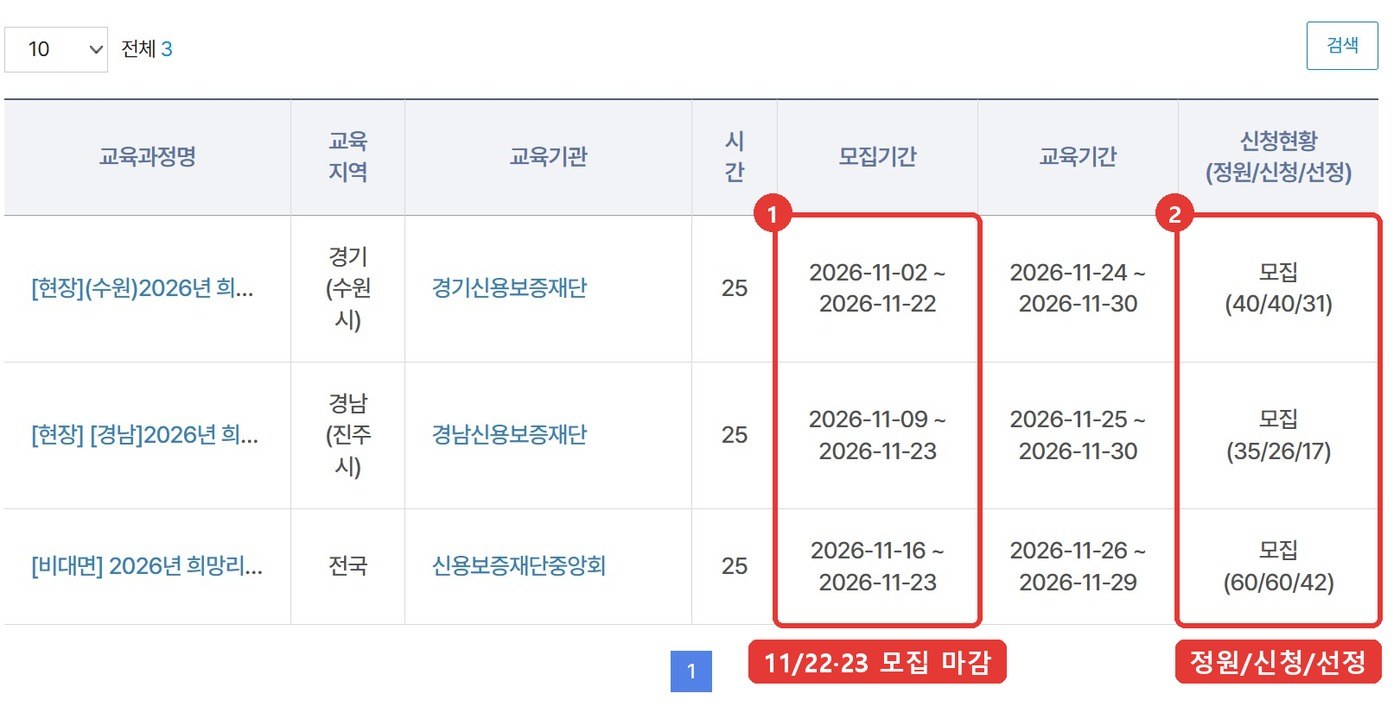 10
전체 3
검색
교육과정명
교육
지역
교육기관
시
간
모집기간
교육기간
신청현황
(정원/신청/선정)
1
2
[현장](수원)2026년 희...
경기
(수원
시)
경기신용보증재단
25
2026-11-02 ~
2026-11-22
2026-11-24 ~
2026-11-30
모집
(40/40/31)
[현장] [경남]2026년 희...
경남
(진주
시)
경남신용보증재단
25
2026-11-09 ~
2026-11-23
2026-11-25 ~
2026-11-30
모집
(35/26/17)
[비대면] 2026년 희망리...
전국
신용보증재단중앙회
25
2026-11-16 ~
2026-11-23
2026-11-26 ~
2026-11-29
모집
(60/60/42)
1
11/22·23 모집 마감
정원/신청/선정